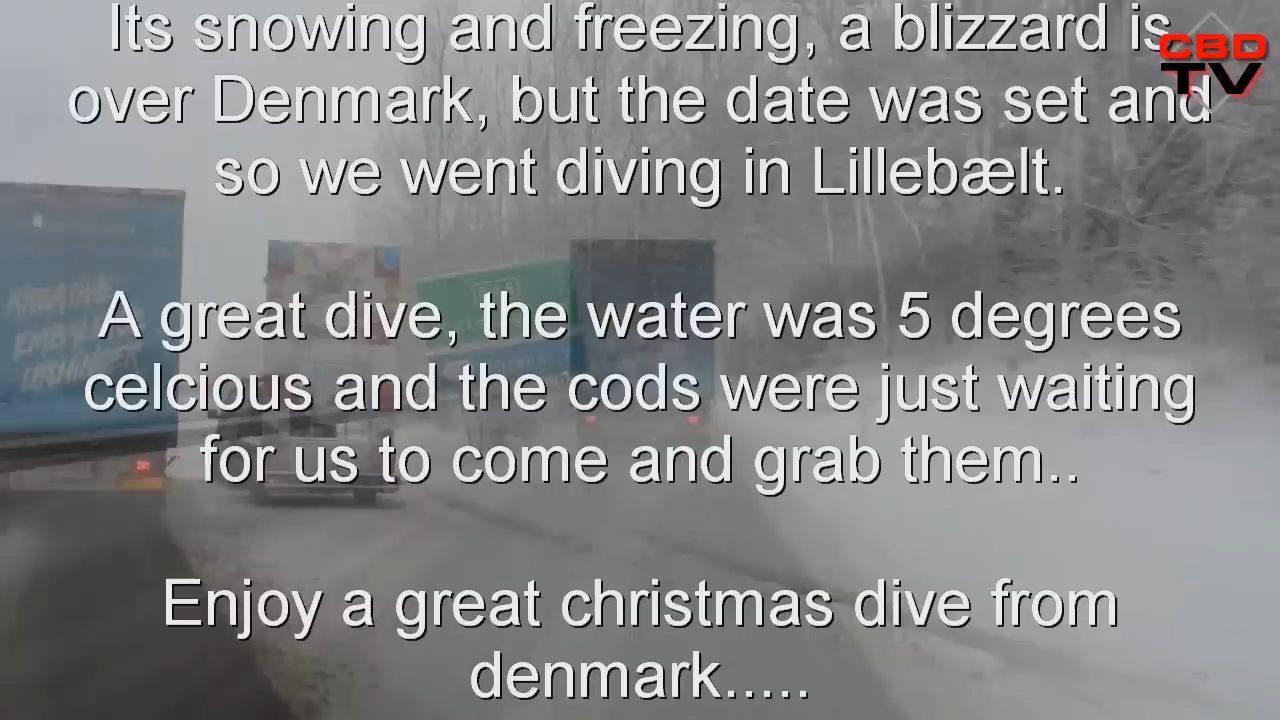 Its snowing and freezing, a blizzard is
over Denmark, but the date was set and
so we went diving in Lillebælt.
A great dive, the water was 5 degrees
celcious and the cods were just waiting
for us to come and grab them..
Enjoy a great christmas dive from
denmark.....
CBD
TV